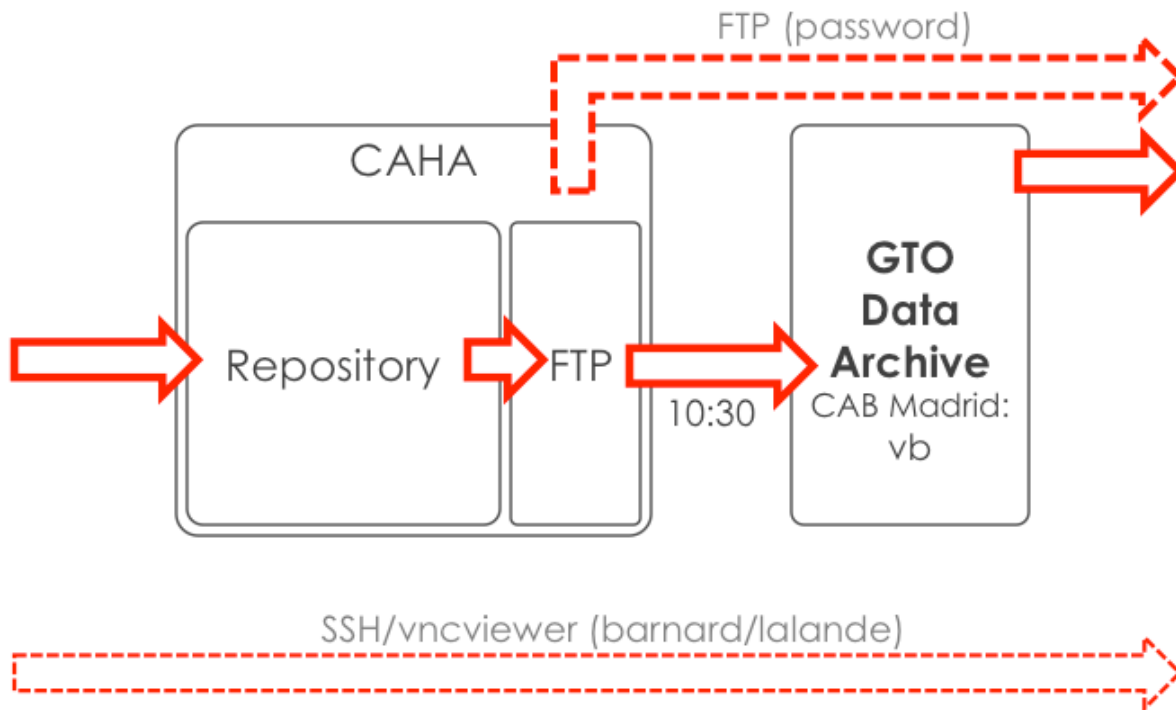 FTP (password)
CAHA
Repository
FTP
10:30
GTO
Data
Archive
CAB Madrid:
vb
SSH/vncviewer (barnard/lalande)